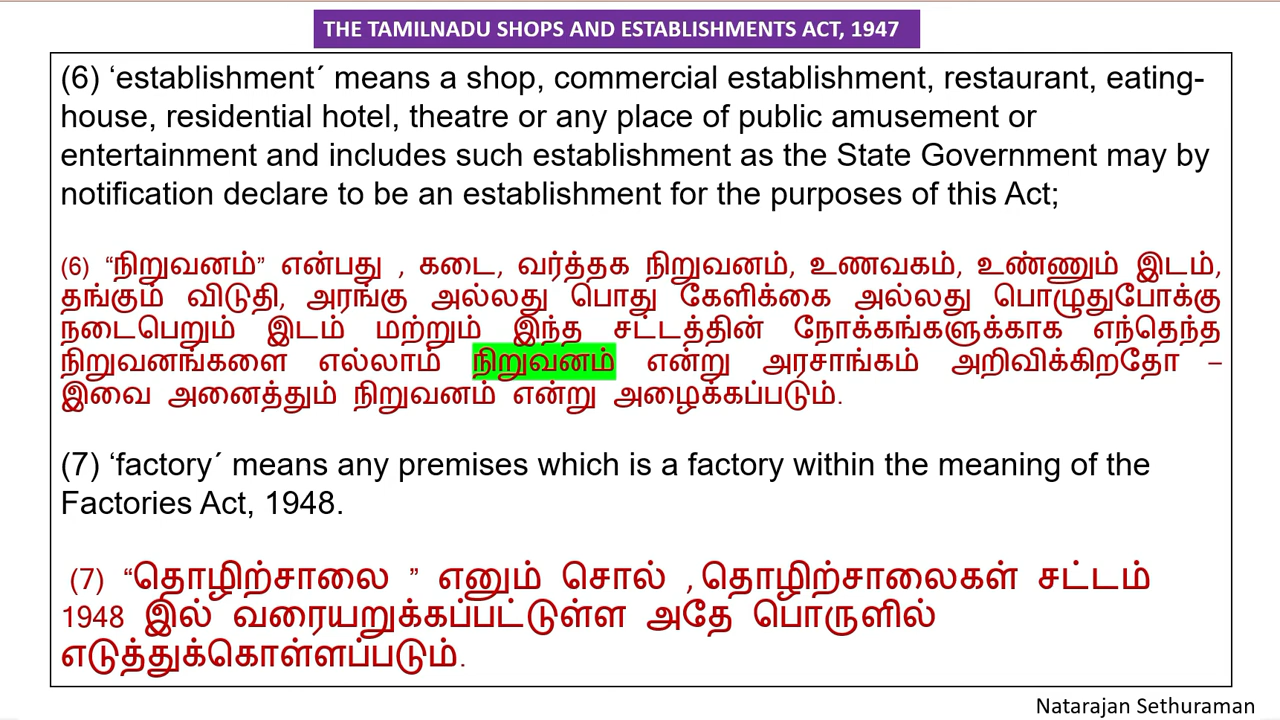 THE TAMILNADU SHOPS AND ESTABLISHMENTS ACT, 1947
(6) ‘establishment´ means a shop, commercial establishment, restaurant, eating-
house, residential hotel, theatre or any place of public amusement or
entertainment and includes such establishment as the State Government may by
notification declare to be an establishment for the purposes of this Act;
(6) “நிறுவனம்” என்பது , கடை, வர்த்தக நிறுவனம், உணவகம், உண்ணும் இடம்,
தங்கும் விடுதி, அரங்கு அல்லது பொது கேளிக்கை அல்லது பொழுதுபோக்கு
நடைபெறும் இடம் மற்றும் இந்த சட்டத்தின் நோக்கங்களுக்காக எந்தெந்த
நிறுவனங்களை எல்லாம் நிறுவனம் என்று அரசாங்கம் அறிவிக்கிறதோ –
இவை அனைத்தும் நிறுவனம் என்று அழைக்கப்படும்.
(7) ‘factory´ means any premises which is a factory within the meaning of the
Factories Act, 1948.
(7) “தொழிற்சாலை ” எனும் சொல் , தொழிற்சாலைகள் சட்டம்
1948 இல் வரையறுக்கப்பட்டுள்ள அதே பொருளில்
எடுத்துக்கொள்ளப்படும்.
Natarajan Sethuraman